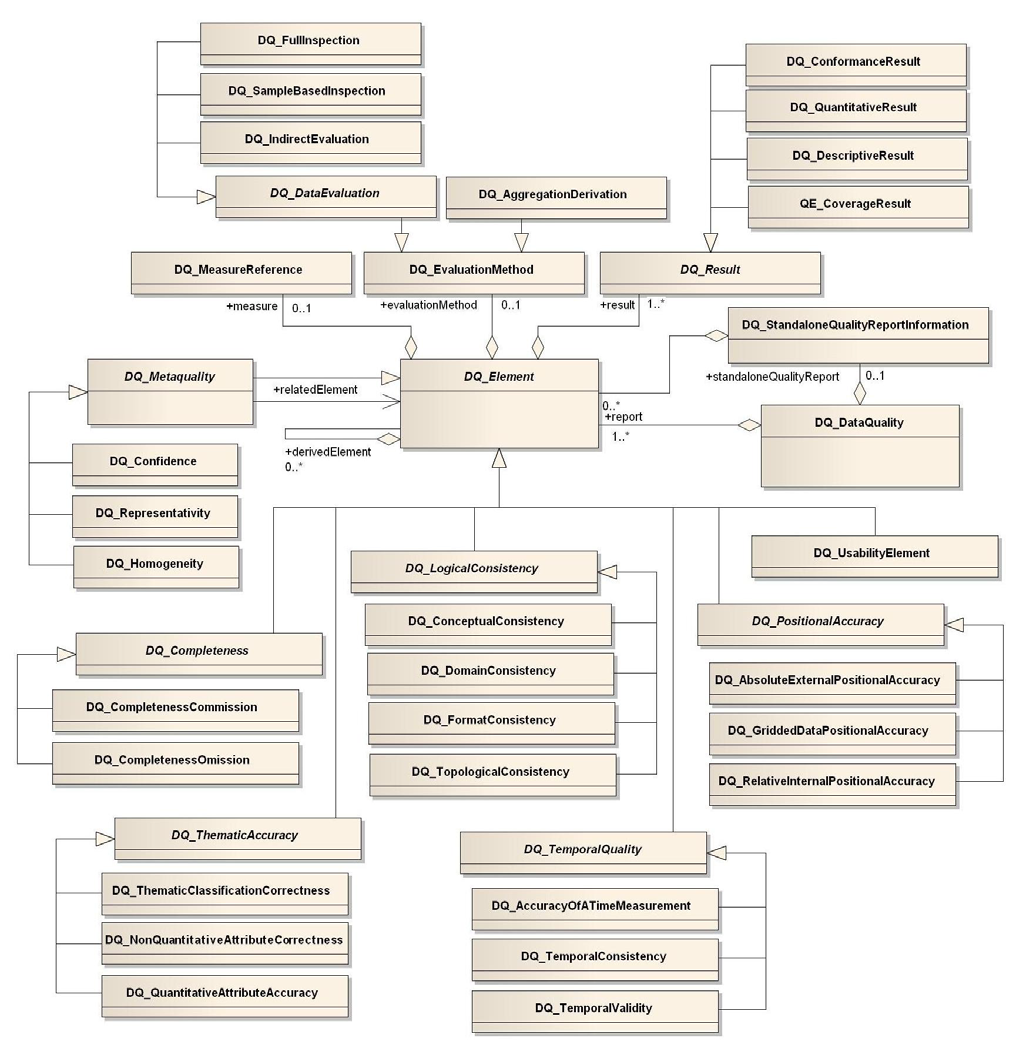 DQ_FullInspection
DQ_SampleBasedInspection
DQ_IndirectEvaluation
DQ_DataEvaluation
DQ_AggregationDerivation
DQ_ConformanceResult
DQ_QuantitativeResult
DQ_DescriptiveResult
QE_CoverageResult
DQ_MeasureReference
DQ_EvaluationMethod
DQ_Result
+measure
0..1
+evaluationMethod
0..1
+result
1..*
DQ_StandaloneQualityReportInformation
+standaloneQualityReport
0..1
DQ_Metaquality
+relatedElement
DQ_Element
0..*
+report
1..*
DQ_DataQuality
+derivedElement
0..*
DQ_Confidence
DQ_Representativity
DQ_Homogeneity
DQ_LogicalConsistency
DQ_ConceptualConsistency
DQ_DomainConsistency
DQ_FormatConsistency
DQ_TopologicalConsistency
DQ_UsabilityElement
DQ_PositionalAccuracy
DQ_AbsoluteExternalPositionalAccuracy
DQ_GriddedDataPositionalAccuracy
DQ_RelativeInternalPositionalAccuracy
DQ_Completeness
DQ_CompletenessCommission
DQ_CompletenessOmission
DQ_ThematicAccuracy
DQ_ThematicClassificationCorrectness
DQ_NonQuantitativeAttributeCorrectness
DQ_QuantitativeAttributeAccuracy
DQ_TemporalQuality
DQ_AccuracyOfATimeMeasurement
DQ_TemporalConsistency
DQ_TemporalValidity